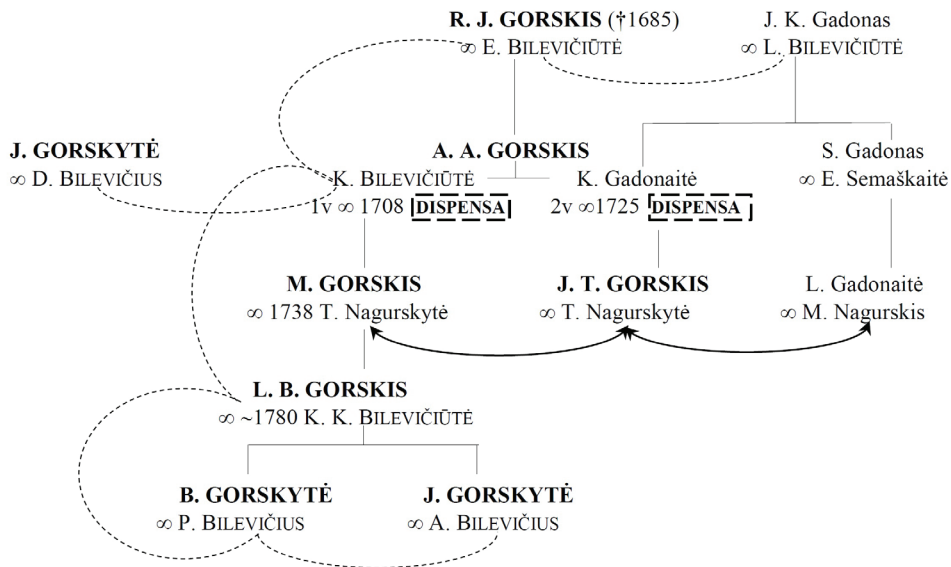 R. J. GORSKIS (†1685)
∞ E. BILEVIČIŪTĖ
J. K. Gadonas
∞ L. BILEVIČIŪTĖ
J. GORSKYTĖ
∞ D. BILEVIČIUS
A. A. GORSKIS
K. BILEVIČIŪTĖ
1v ∞ 1708 DISPENSA
K. Gadonaitė
2v ∞1725 DISPENSA
S. Gadonas
∞ E. Semaškaitė
M. GORSKIS
∞ 1738 T. Nagurskytė
J. T. GORSKIS
∞ T. Nagurskytė
L. Gadonaitė
∞ M. Nagurskis
L. B. GORSKIS
∞ ~1780 K. K. BILEVIČIŪTĖ
B. GORSKYTĖ
∞ P. BILEVIČIUS
J. GORSKYTĖ
∞ A. BILEVIČIUS